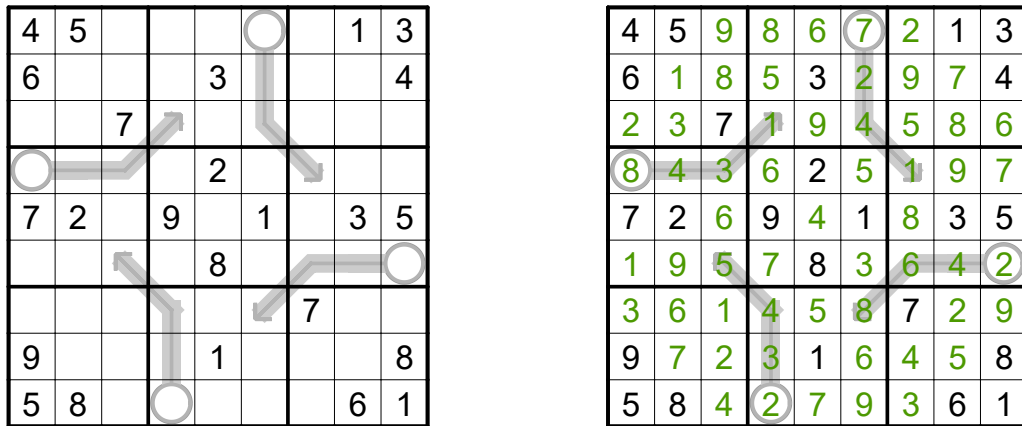 4 5 1 3 4 5 9 8 6 7 2 1 3
6 3 4 6 1 8 5 3 2 9 7 4
7 2 3 7 1 9 4 5 8 6
2 8 4 3 6 2 5 1 9 7
7 2 9 1 3 5 7 2 6 9 4 1 8 3 5
8 1 9 5 7 8 3 6 4 2
7 3 6 1 4 5 8 7 2 9
9 1 8 9 7 2 3 1 6 4 5 8
5 8 6 1 5 8 4 2 7 9 3 6 1